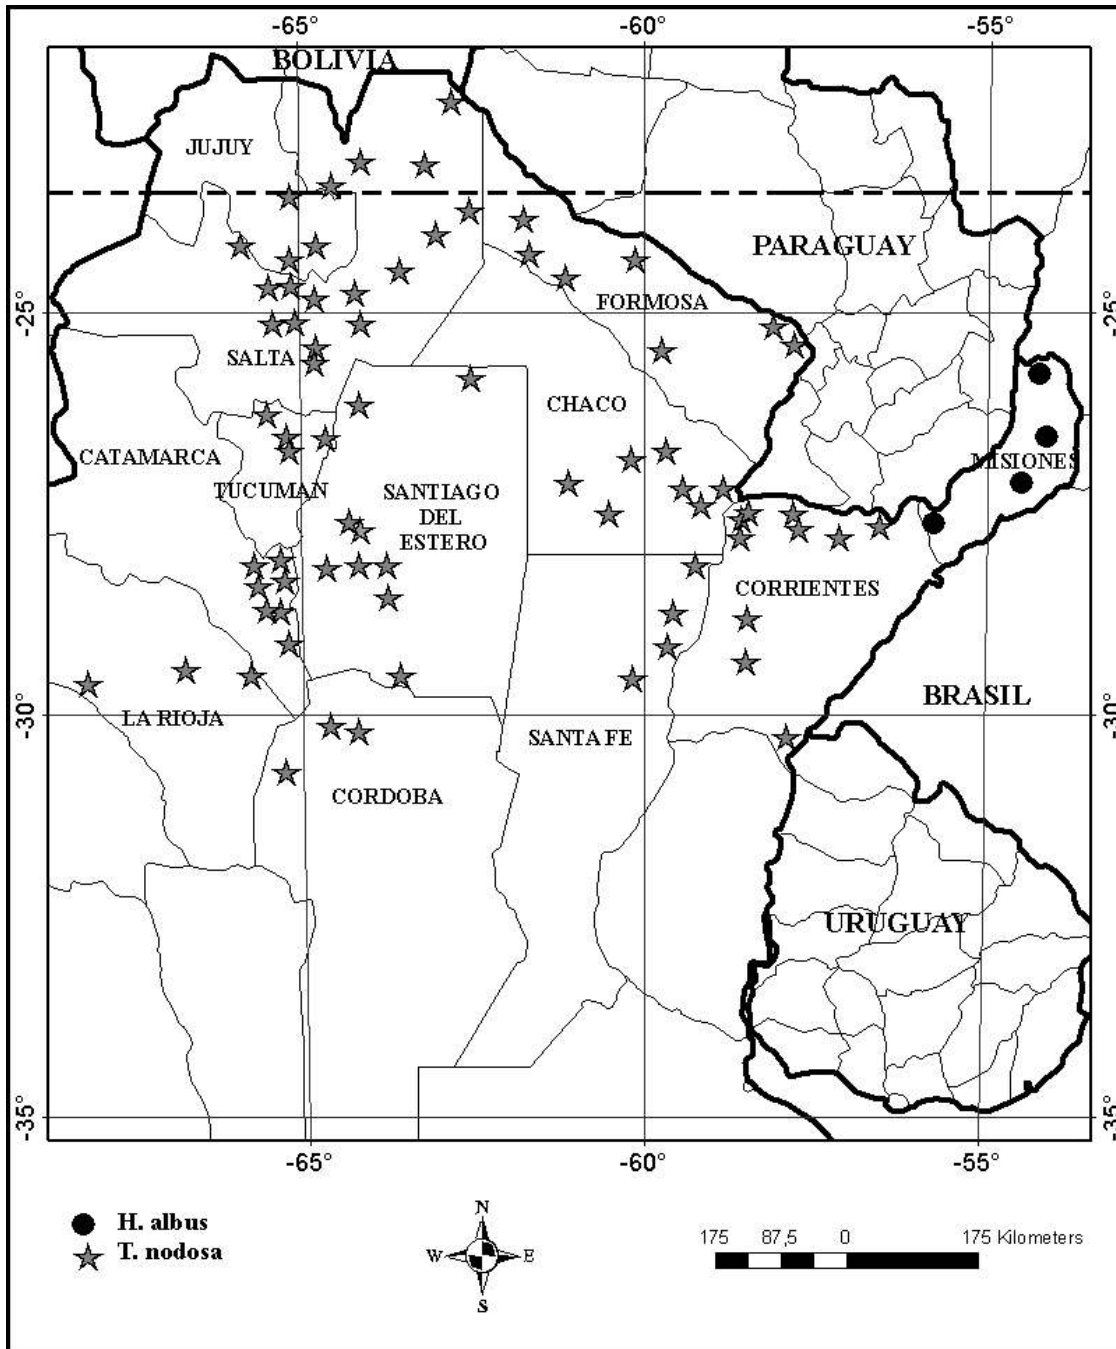 -65°
-60°
-55°
BOLIVIA
JUJUY
PARAGUAY
FORMOSA
-25°
-25°
SALTA
CHACO
CATAMARCA
MISIONES
TUCUMAN
SANTIAGO
DEL
ESTERO
CORRIENTES
BRASIL
LA RIOJA
-30°
-30°
SANTA FE
CORDOBA
URUGUAY
-35°
-35°
-65°
-60°
-55°
H. albus
T. nodosa
N
W
E
S
175
87,5
0
175 Kilometers